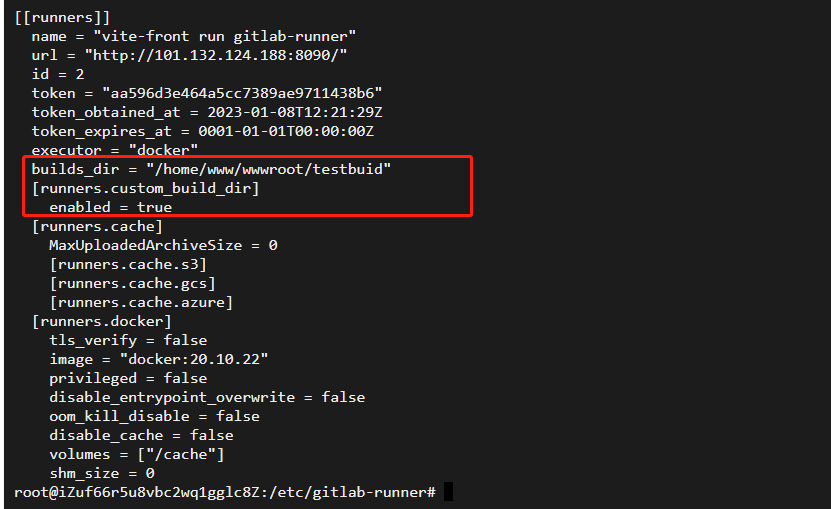 [[runners]]
name = "vite-front run gitlab-runner"
url = "http://101.132.124.188:8090/"
id = 2
token = "aa596d3e464a5cc7389ae9711438b6"
token_obtained_at = 2023-01-08T12:21:29Z
token_expires_at = 0001-01-01T00:00:00Z
executor = "docker"
builds_dir = "/home/www/wwwroot/testbuid"
[runners.custom_build_dir]
enabled = true
[runners.cache]
MaxUploadedArchiveSize = 0
[runners.cache.s3]
[runners.cache.gcs]
[runners.cache.azure]
[runners.docker]
tls_verify = false
image = "docker:20.10.22"
privileged = false
disable_entrypoint_overwrite = false
oom_kill_disable = false
disable_cache = false
volumes = ["/cache"]
shm_size = 0
root@iZuf66r5u8vbc2wq1gglc8Z:/etc/gitlab-runner#